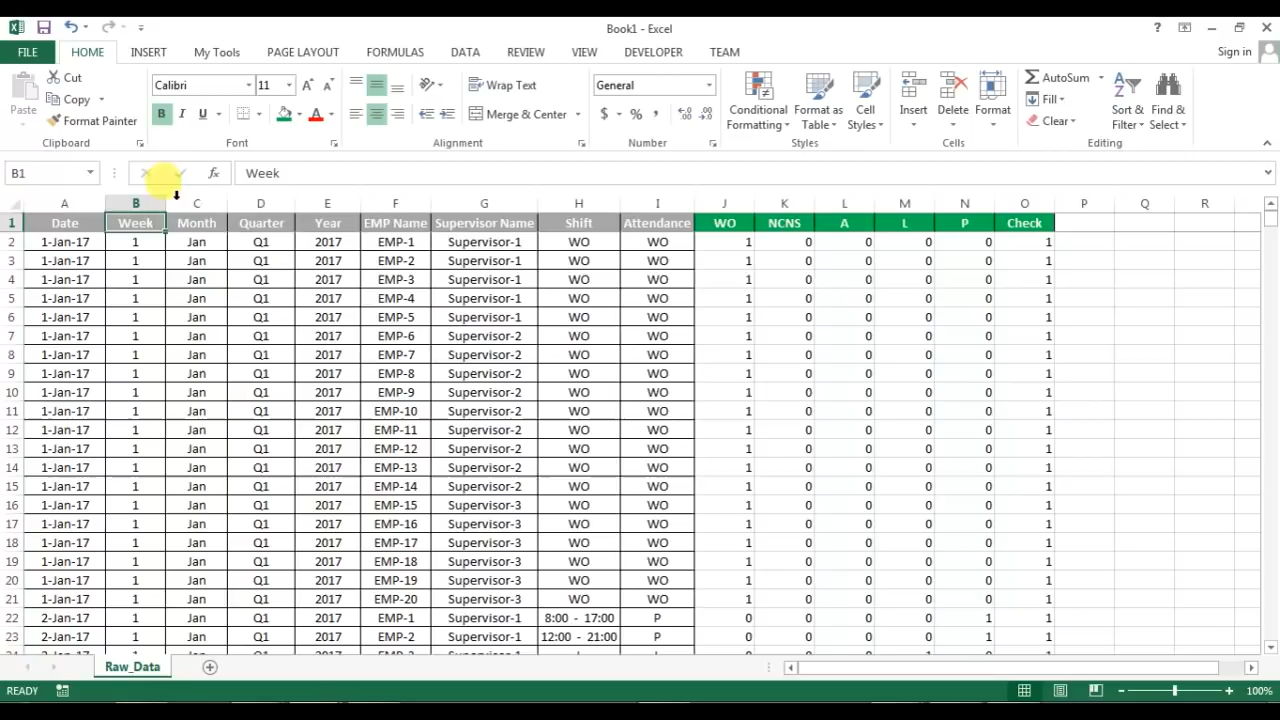 Book1 - Excel
FILE HOME INSERT My Tools PAGE LAYOUT FORMULAS DATA REVIEW VIEW DEVELOPER TEAM Sign in
Paste Cut Copy Format Painter Clipboard
Calibri 11 B I U Font
Wrap Text Merge & Center Alignment
General $ % , Number
Conditional Formatting Format as Table Cell Styles Styles
Insert Delete Format Cells
AutoSum Fill Clear Sort & Filter Find & Select Editing
B1 fx Week
A B C D E F G H I J K L M N O P Q R
1 Date Week Month Quarter Year EMP Name Supervisor Name Shift Attendance WO NCNS A L P Check
2 1-Jan-17 1 Jan Q1 2017 EMP-1 Supervisor-1 WO WO 1 0 0 0 0 1
3 1-Jan-17 1 Jan Q1 2017 EMP-2 Supervisor-1 WO WO 1 0 0 0 0 1
4 1-Jan-17 1 Jan Q1 2017 EMP-3 Supervisor-1 WO WO 1 0 0 0 0 1
5 1-Jan-17 1 Jan Q1 2017 EMP-4 Supervisor-1 WO WO 1 0 0 0 0 1
6 1-Jan-17 1 Jan Q1 2017 EMP-5 Supervisor-1 WO WO 1 0 0 0 0 1
7 1-Jan-17 1 Jan Q1 2017 EMP-6 Supervisor-2 WO WO 1 0 0 0 0 1
8 1-Jan-17 1 Jan Q1 2017 EMP-7 Supervisor-2 WO WO 1 0 0 0 0 1
9 1-Jan-17 1 Jan Q1 2017 EMP-8 Supervisor-2 WO WO 1 0 0 0 0 1
10 1-Jan-17 1 Jan Q1 2017 EMP-9 Supervisor-2 WO WO 1 0 0 0 0 1
11 1-Jan-17 1 Jan Q1 2017 EMP-10 Supervisor-2 WO WO 1 0 0 0 0 1
12 1-Jan-17 1 Jan Q1 2017 EMP-11 Supervisor-2 WO WO 1 0 0 0 0 1
13 1-Jan-17 1 Jan Q1 2017 EMP-12 Supervisor-2 WO WO 1 0 0 0 0 1
14 1-Jan-17 1 Jan Q1 2017 EMP-13 Supervisor-2 WO WO 1 0 0 0 0 1
15 1-Jan-17 1 Jan Q1 2017 EMP-14 Supervisor-2 WO WO 1 0 0 0 0 1
16 1-Jan-17 1 Jan Q1 2017 EMP-15 Supervisor-3 WO WO 1 0 0 0 0 1
17 1-Jan-17 1 Jan Q1 2017 EMP-16 Supervisor-3 WO WO 1 0 0 0 0 1
18 1-Jan-17 1 Jan Q1 2017 EMP-17 Supervisor-3 WO WO 1 0 0 0 0 1
19 1-Jan-17 1 Jan Q1 2017 EMP-18 Supervisor-3 WO WO 1 0 0 0 0 1
20 1-Jan-17 1 Jan Q1 2017 EMP-19 Supervisor-3 WO WO 1 0 0 0 0 1
21 1-Jan-17 1 Jan Q1 2017 EMP-20 Supervisor-3 WO WO 1 0 0 0 0 1
22 2-Jan-17 1 Jan Q1 2017 EMP-1 Supervisor-1 8:00 - 17:00 P 0 0 0 0 1 1
23 2-Jan-17 1 Jan Q1 2017 EMP-2 Supervisor-1 12:00 - 21:00 P 0 0 0 0 1 1
Raw_Data
READY 100%